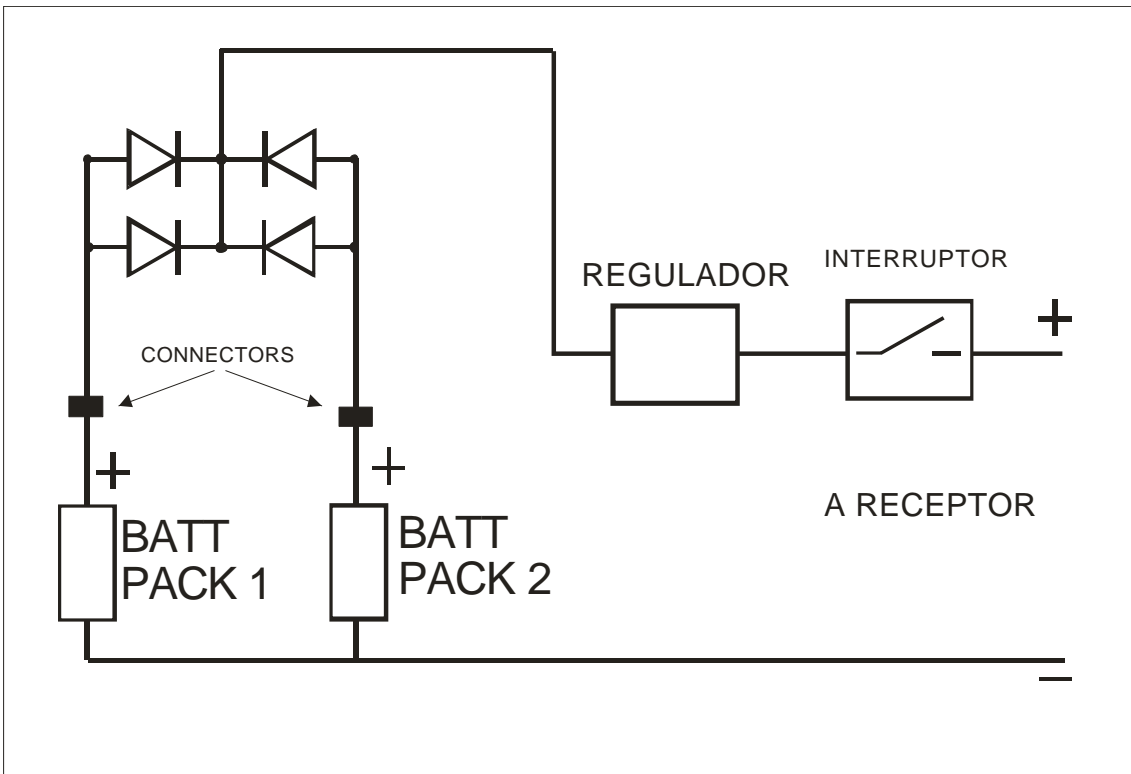 REGULADOR
INTERRUPTOR
+
CONNECTORS
+
+
BATT
PACK 1
BATT
PACK 2
A RECEPTOR
—